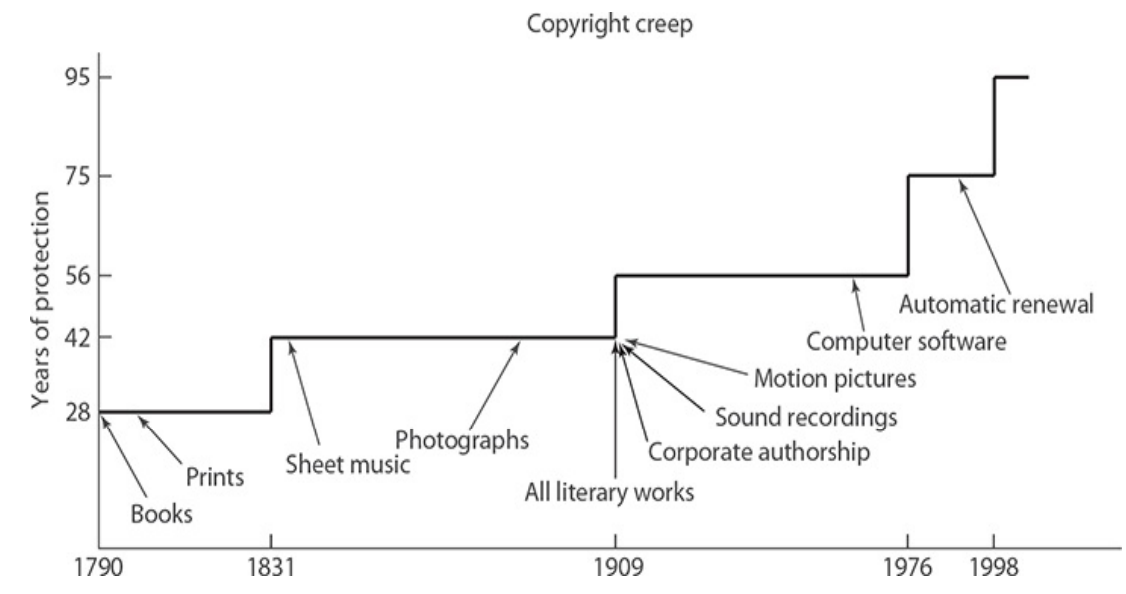 Copyright creep
Years of protection
95
75
56
42
28
Automatic renewal
Computer software
Motion pictures
Sound recordings
Corporate authorship
All literary works
Photographs
Sheet music
Prints
Books
1790
1831
1909
1976
1998